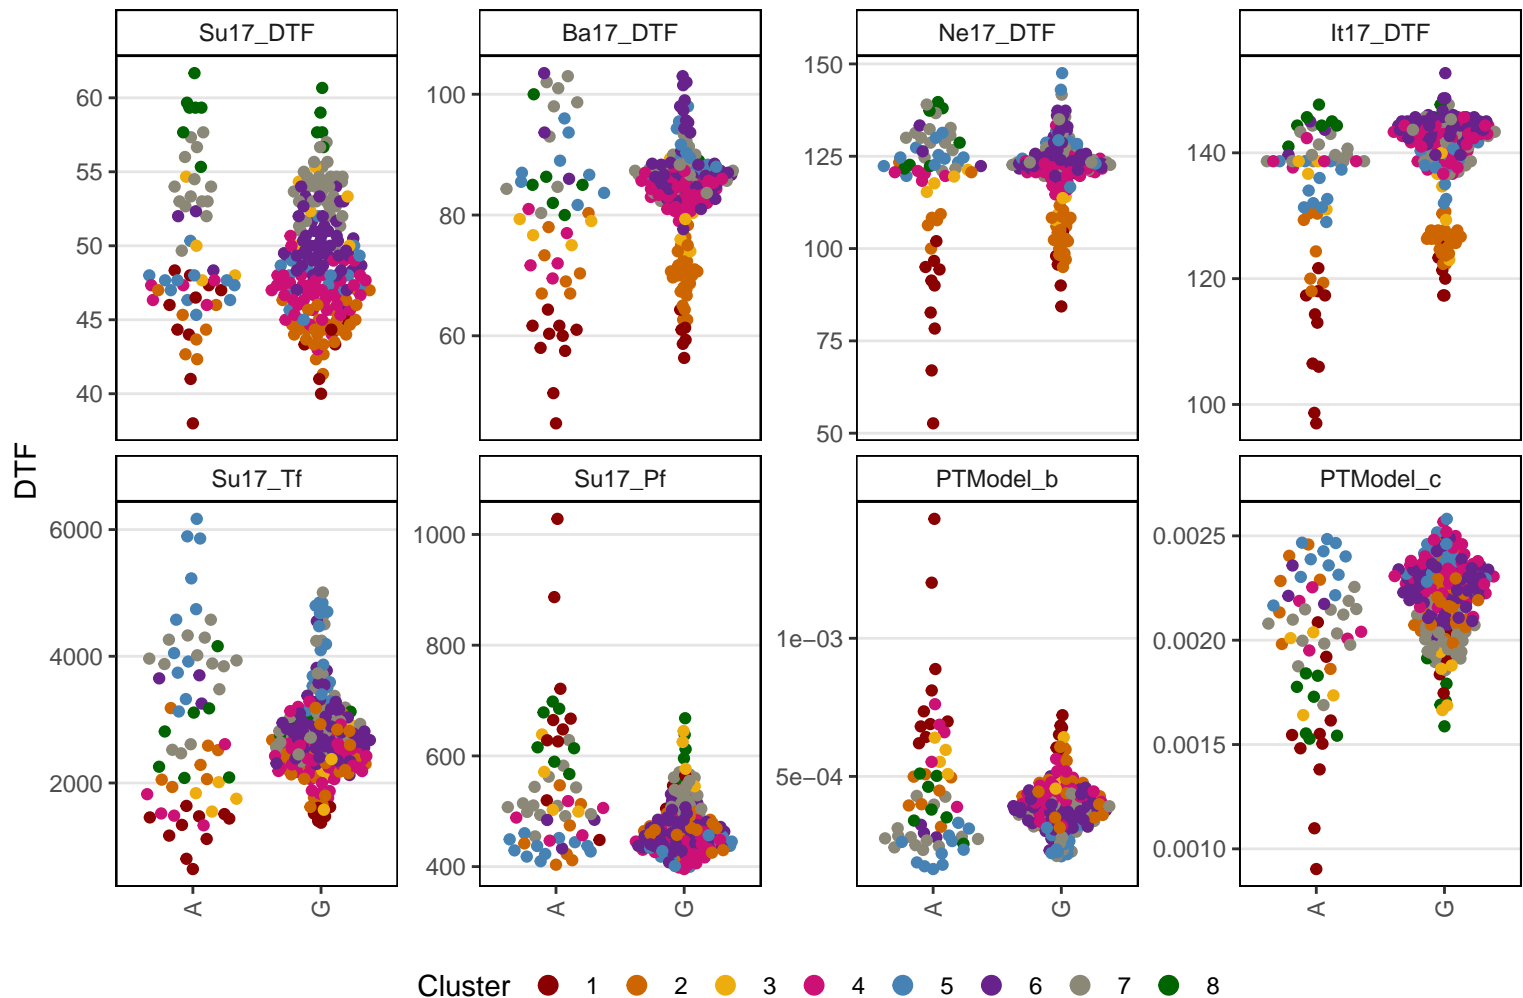 Su17_DTF
Ba17_DTF
Ne17_DTF
It17_DTF
60
55
50
45
40
100
80
60
150
125
100
75
50
140
120
100
DTF
Su17_Tf
Su17_Pf
PTModel_b
PTModel_c
6000
4000
2000
1000
800
600
400
1e−03
5e−04
0.0025
0.0020
0.0015
0.0010
A G A G A G A G
Cluster 1 2 3 4 5 6 7 8